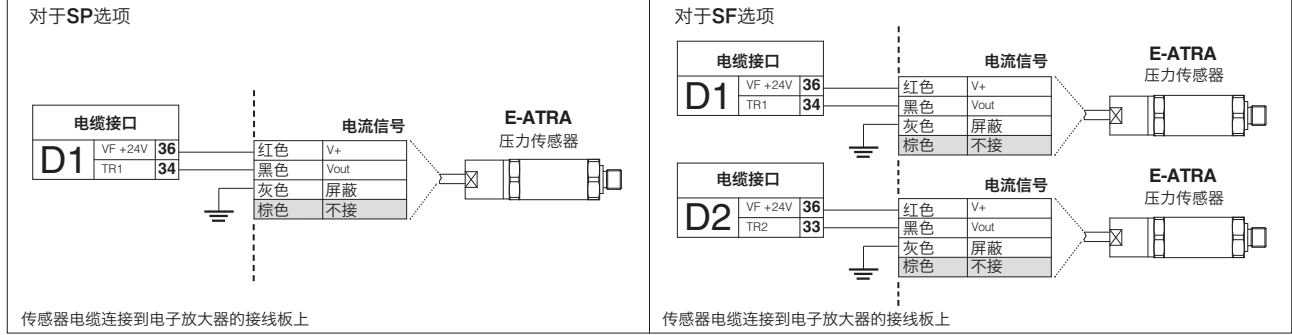 对于SP选项
电缆接口
D1 VF +24V 36
TR1 34
电流信号
红色 V+
黑色 Vout
灰色 屏蔽
棕色 不接
E-ATRA
压力传感器
传感器电缆连接到电子放大器的接线板上
对于SF选项
电缆接口
D1 VF +24V 36
TR1 34
电流信号
红色 V+
黑色 Vout
灰色 屏蔽
棕色 不接
E-ATRA
压力传感器
电缆接口
D2 VF +24V 36
TR2 33
电流信号
红色 V+
黑色 Vout
灰色 屏蔽
棕色 不接
E-ATRA
压力传感器
传感器电缆连接到电子放大器的接线板上